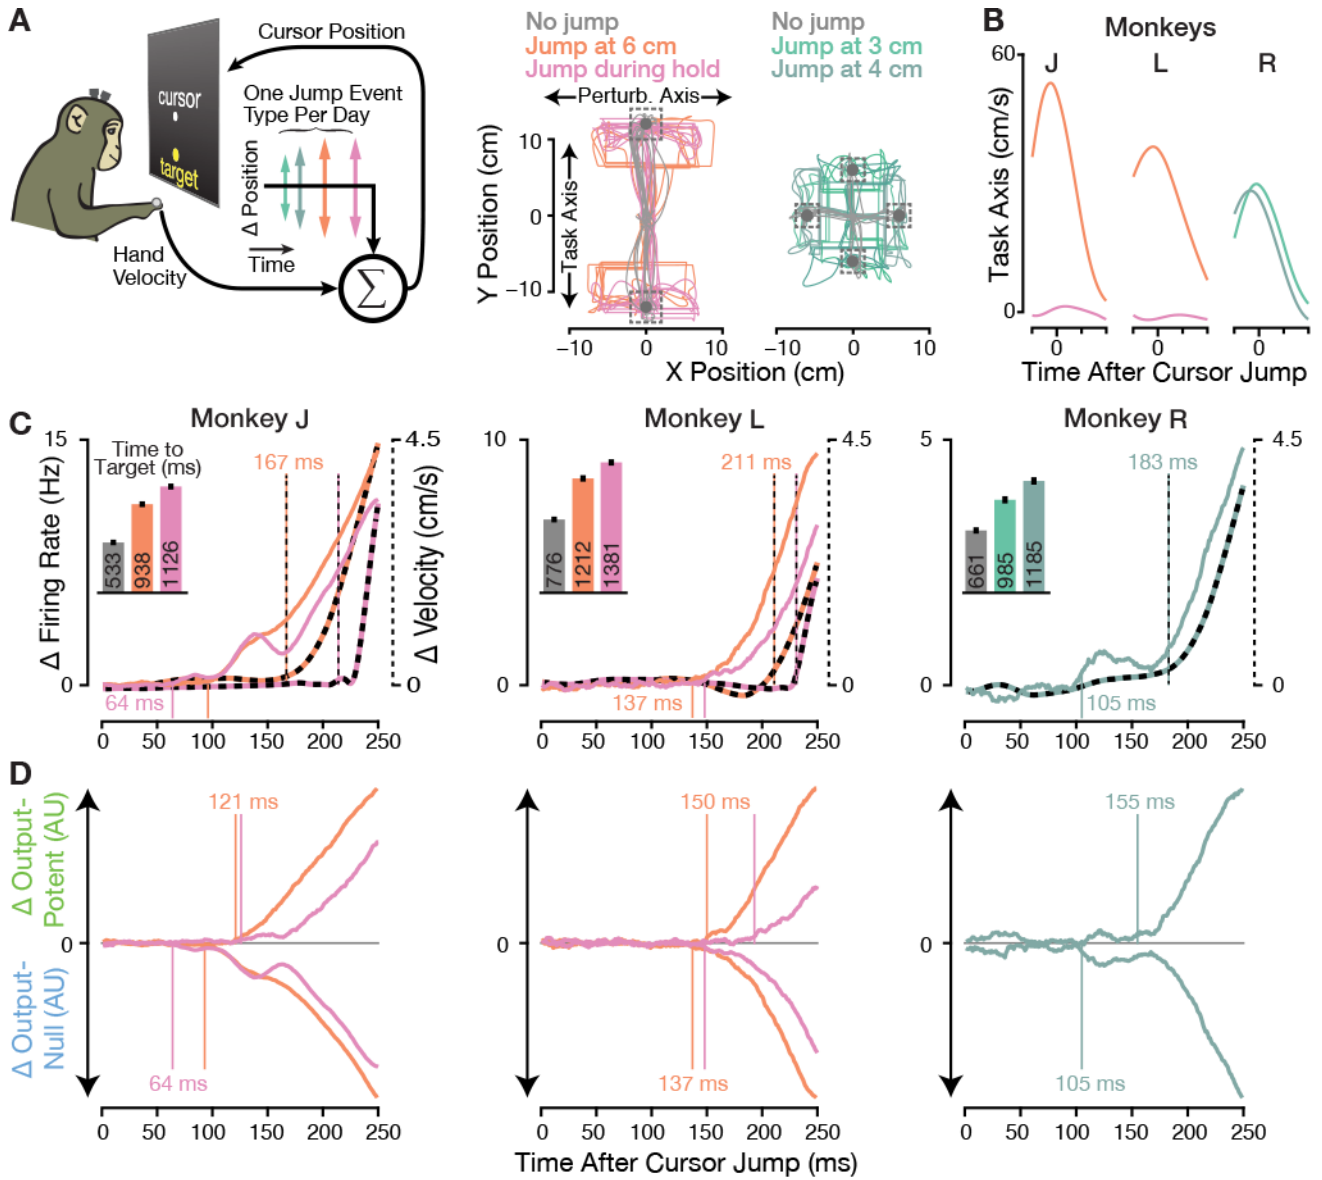 A
Cursor Position
cursor
target
One Jump Event
Type Per Day
Δ Position
Time
Hand
Velocity
Σ
No jump
Jump at 6 cm
Jump during hold
Perturb. Axis
Y Position (cm)
Task Axis
10
0
−10
−10
0
10
No jump
Jump at 3 cm
Jump at 4 cm
−10
0
10
X Position (cm)
B
Monkeys
J
L
R
60
Task Axis (cm/s)
0
0
0
0
Time After Cursor Jump
C
Monkey J
15
Δ Firing Rate (Hz)
0
Time to
Target (ms)
533
938
1126
167 ms
64 ms
4.5
Δ Velocity (cm/s)
0
0 50 100 150 200 250
Monkey L
10
0
776
1212
1381
211 ms
137 ms
4.5
0
0 50 100 150 200 250
Monkey R
5
0
661
985
1185
183 ms
105 ms
4.5
0
0 50 100 150 200 250
D
Δ Output-
Potent (AU)
0
Δ Output-
Null (AU)
121 ms
64 ms
0 50 100 150 200 250
0
150 ms
137 ms
0 50 100 150 200 250
0
155 ms
105 ms
0 50 100 150 200 250
Time After Cursor Jump (ms)